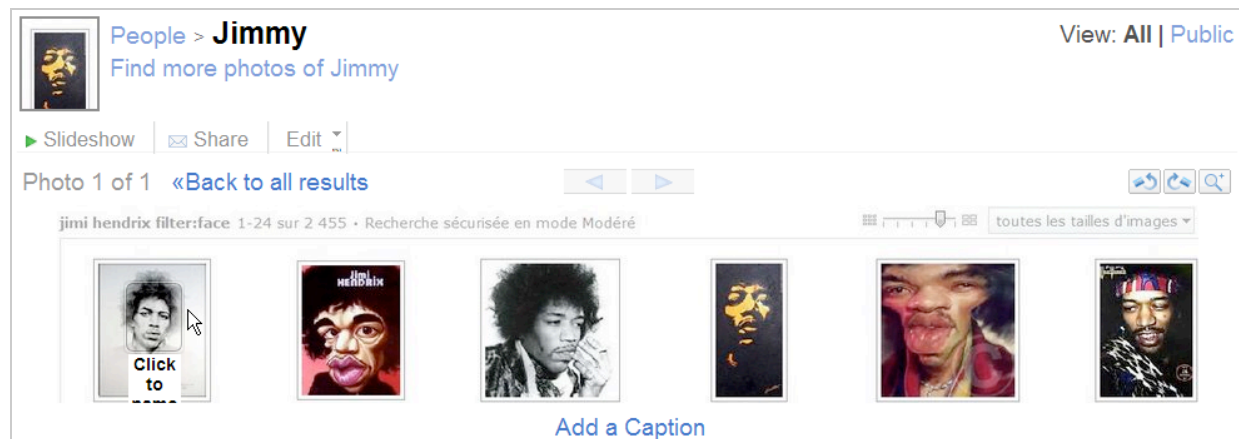 People > Jimmy
View: All | Public
Find more photos of Jimmy
Slideshow Share Edit
Photo 1 of 1 «Back to all results
jimi hendrix filter:face 1-24 sur 2 455 • Recherche sécurisée en mode Modéré
toutes les tailles d'images
Jimi
HENDRIX
Click
to
name
Add a Caption